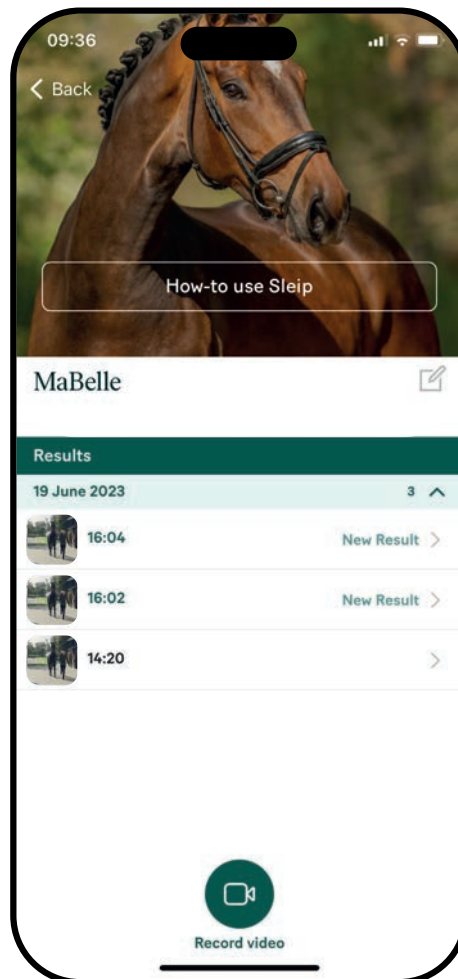 09:36
Back
How-to use Sleip
MaBelle
Results
19 June 2023 3
16:04 New Result
16:02 New Result
14:20
Record video